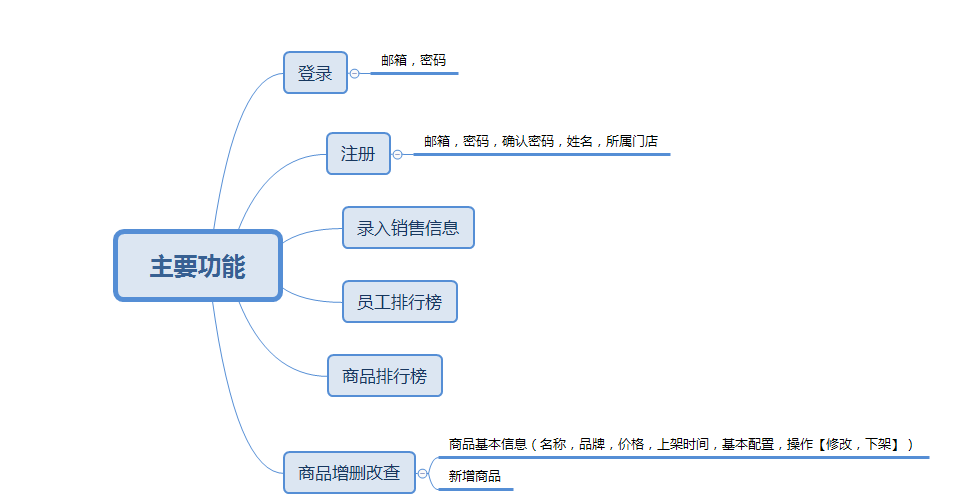 登录
邮箱，密码
注册
邮箱，密码，确认密码，姓名，所属门店
录入销售信息
主要功能
员工排行榜
商品排行榜
商品增删改查
商品基本信息（名称，品牌，价格，上架时间，基本配置，操作【修改，下架】）
新增商品